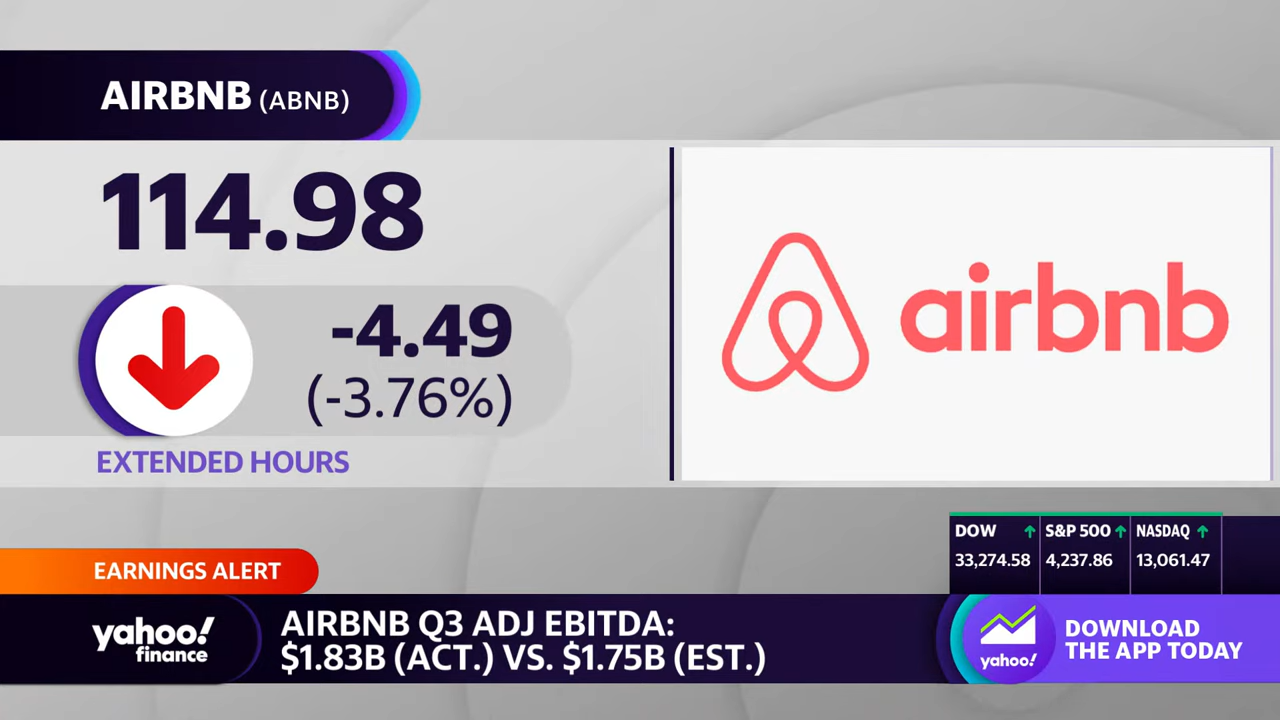 AIRBNB (ABNB)
114.98
-4.49
(-3.76%)
EXTENDED HOURS
airbnb
DOW
33,274.58
S&P 500
4,237.86
NASDAQ
13,061.47
EARNINGS ALERT
yahoo!
finance
AIRBNB Q3 ADJ EBITDA:
$1.83B (ACT.) VS. $1.75B (EST.)
yahoo!
DOWNLOAD
THE APP TODAY